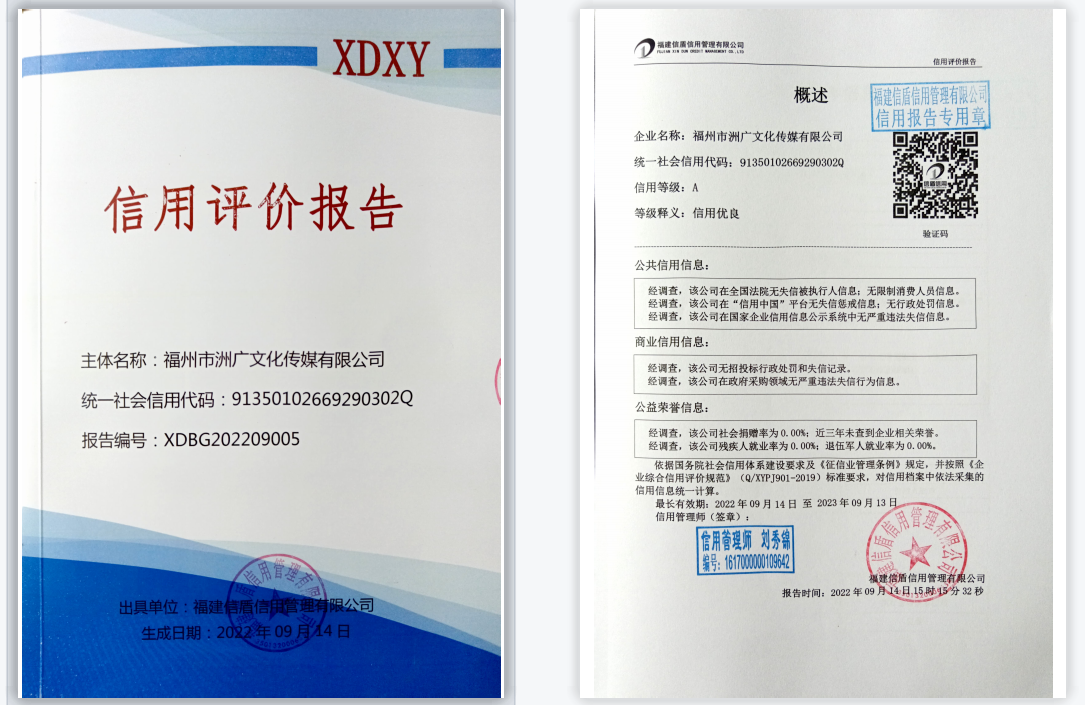 XDXY
信用评价报告
主体名称：福州市洲广文化传媒有限公司
统一社会信用代码：91350102669290302Q
报告编号：XDBG202209005
出具单位：福建信盾信用管理有限公司
生成日期：2022年09月14日
福建信盾信用管理有限公司
FUJIAN XIN DUN CREDIT MANAGEMENT CO.,LTD
信用评价报告
概述
福建信盾信用管理有限公司
信用报告专用章
企业名称：福州市洲广文化传媒有限公司
统一社会信用代码：91350102669290302Q
信用等级：A
等级释义：信用优良
信盾信用
验证码
公共信用信息：
经调查，该公司在全国法院无失信被执行人信息；无限制消费人员信息。
经调查，该公司在“信用中国”平台无失信惩戒信息；无行政处罚信息。
经调查，该公司在国家企业信用信息公示系统中无严重违法失信信息。
商业信用信息：
经调查，该公司无招投标行政处罚和失信记录。
经调查，该公司在政府采购领域无严重违法失信行为信息。
公益荣誉信息：
经调查，该公司社会捐赠率为0.00%；近三年未查到企业相关荣誉。
经调查，该公司残疾人就业率为0.00%；退伍军人就业率为0.00%。
依据国务院社会信用体系建设要求及《征信业管理条例》规定，并按照《企
业综合信用评价规范》（Q/XYPJ901-2019）标准要求，对信用档案中依法采集的
信用信息统一计算。
最长有效期：2022年09月14日 至 2023年09月13日
信用管理师（签章）：
信用管理师 刘秀锦
编号：1617000000109642
福建信盾信用管理有限公司
福建信盾信用管理有限公司
报告时间：2022年09月14日15时15分32秒